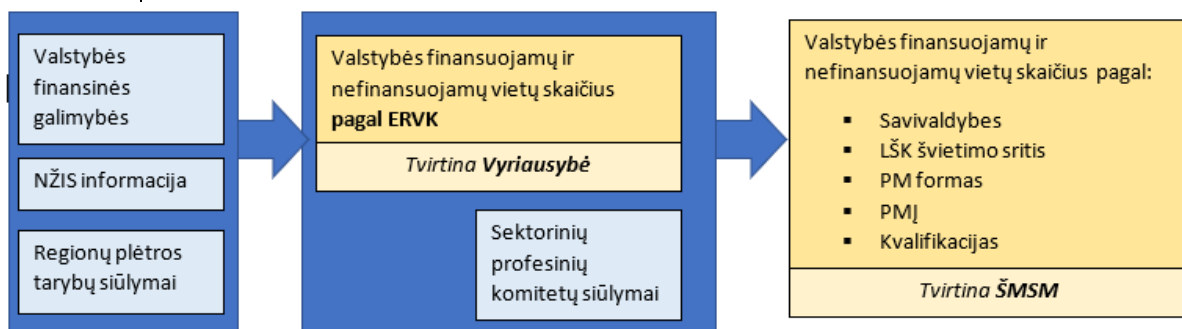 Valstybės
finansinės
galimybės
NŽIS informacija
Regionų plėtros
tarybų siūlymai
Valstybės finansuojamų ir
nefinansuojamų vietų skaičius
pagal ERVK
Tvirtina Vyriausybė
Sektorinių
profesinių
komitetų siūlymai
Valstybės finansuojamų ir
nefinansuojamų vietų skaičius pagal:
▪ Savivaldybes
▪ LŠK švietimo sritis
▪ PM formas
▪ PMĮ
▪ Kvalifikacijas
Tvirtina ŠMSM